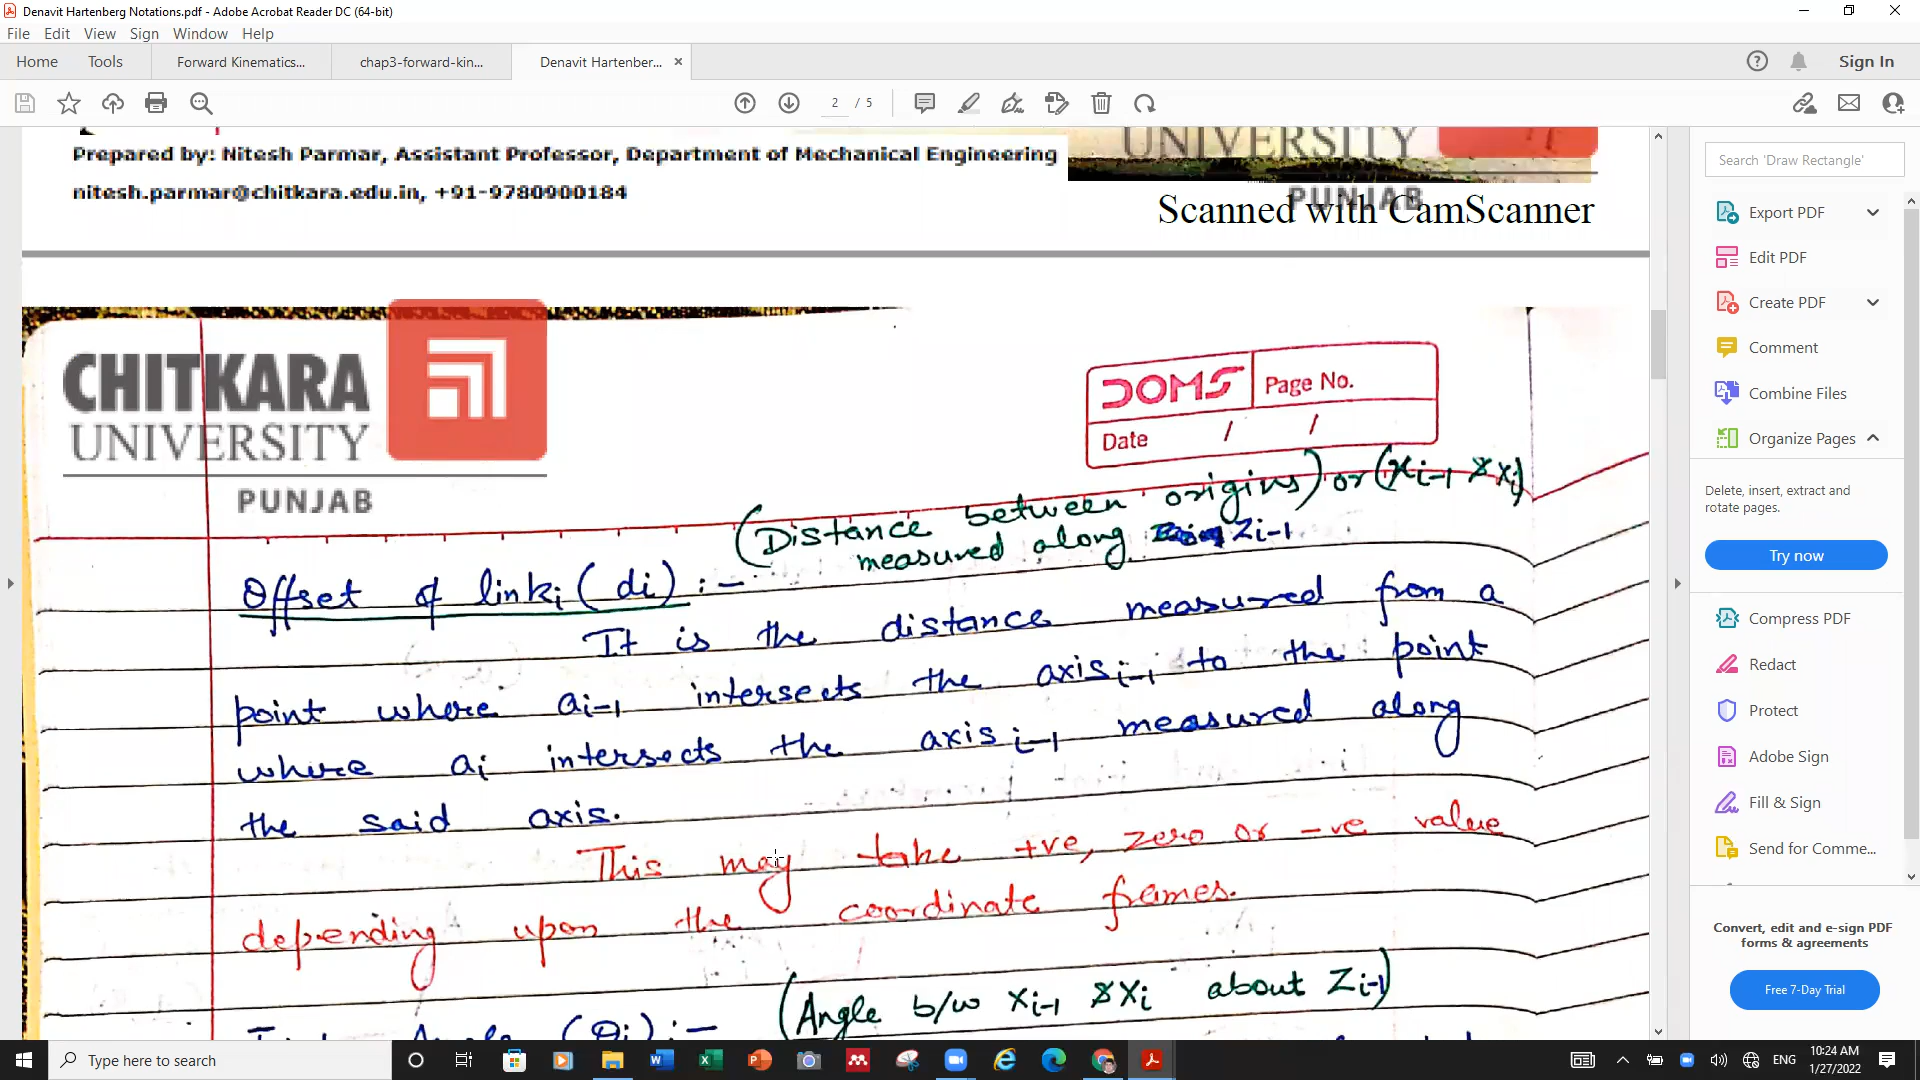 Denavit Hartenberg Notations.pdf - Adobe Acrobat Reader DC (64-bit)
File Edit View Sign Window Help
Home Tools Forward Kinematics... chap3-forward-kin... Denavit Hartenber... ×
Sign In
2 / 5
UNIVERSITY
Prepared by: Nitesh Parmar, Assistant Professor, Department of Mechanical Engineering
nitesh.parmar@chitkara.edu.in, +91-9780900184
PUNJAB
Scanned with CamScanner
CHITKARA
UNIVERSITY
PUNJAB
DOMS Page No.
Date / /
(Distance between origins) or (Xi-1 & Xi)
measured along Zi-1
Offset of linki (di) :-
It is the distance measured from a
point where ai-1 intersects the axisi-1 to the point
where ai intersects the axisi-1 measured along
the said axis.
This may take +ve, zero or -ve value
depending upon the coordinate frames.
(Angle b/w Xi-1 & Xi about Zi-1)
Angle (θi) :-
Search 'Draw Rectangle'
Export PDF
Edit PDF
Create PDF
Comment
Combine Files
Organize Pages
Delete, insert, extract and
rotate pages.
Try now
Compress PDF
Redact
Protect
Adobe Sign
Fill & Sign
Send for Comme...
Convert, edit and e-sign PDF
forms & agreements
Free 7-Day Trial
Type here to search
ENG
10:24 AM
1/27/2022